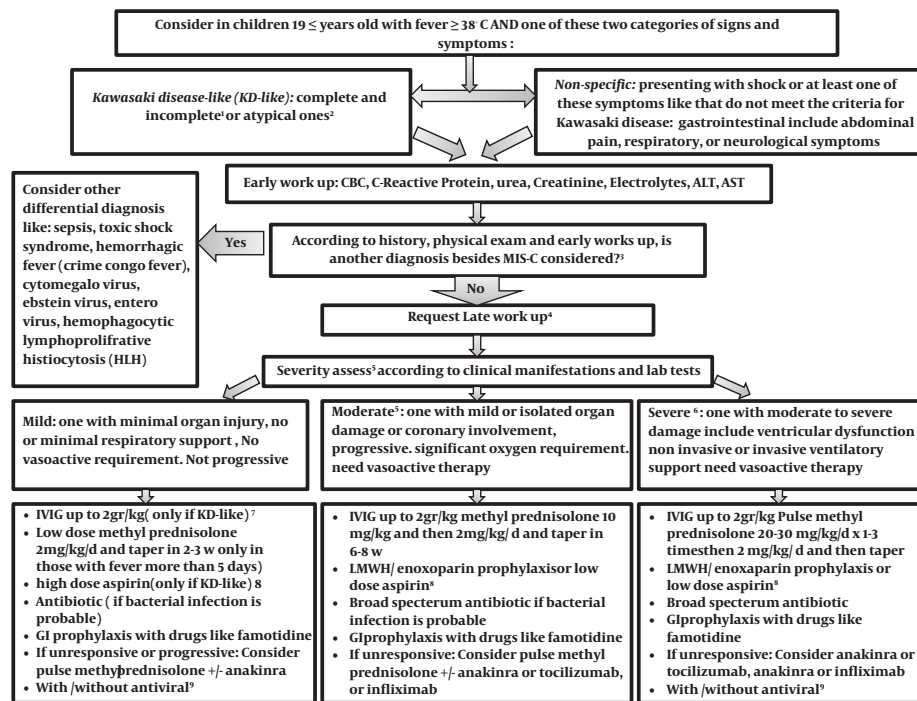 Consider in children 19 ≤ years old with fever ≥ 38°C AND one of these two categories of signs and
symptoms :
Kawasaki disease-like (KD-like): complete and
incomplete¹ or atypical ones²
Non-specific: presenting with shock or at least one
of these symptoms like that do not meet the criteria for
Kawasaki disease: gastrointestinal include abdominal
pain, respiratory, or neurological symptoms
Early work up: CBC, C-Reactive Protein, urea, Creatinine, Electrolytes, ALT, AST
Consider other
differential diagnosis
like: sepsis, toxic shock
syndrome, hemorrhagic
fever (crime congo fever),
cytomegalo virus,
ebstein virus, entero
virus, hemophagocytic
lymphoprolifrative
histiocytosis (HLH)
Yes
According to history, physical exam and early works up, is
another diagnosis besides MIS-C considered?³
No
Request Late work up⁴
Severity assess⁵ according to clinical manifestations and lab tests
Mild: one with minimal organ injury, no
or minimal respiratory support , No
vasoactive requirement. Not progressive
Moderate⁵: one with mild or isolated organ
damage or coronary involvement,
progressive. significant oxygen requirement.
need vasoactive therapy
Severe ⁶: one with moderate to severe
damage include ventricular dysfunction
non invasive or invasive ventilatory
support need vasoactive therapy
• IVIG up to 2gr/kg( only if KD-like) ⁷
• Low dose methyl prednisolone
2mg/kg/d and taper in 2-3 w only in
those with fever more than 5 days)
• high dose aspirin(only if KD-like) 8
• Antibiotic ( if bacterial infection is
probable)
• GI prophylaxis with drugs like famotidine
• If unresponsive or progressive: Consider
pulse methylprednisolone +/- anakinra
• With /without antiviral⁹
• IVIG up to 2gr/kg methyl prednisolone 10
mg/kg and then 2mg/kg/ d and taper in
6-8 w
• LMWH/ enoxoparin prophylaxisor low
dose aspirin⁸
• Broad specterum antibiotic if bacterial
infection is probable
• GIprophylaxis with drugs like famotidine
• If unresponsive: Consider pulse methyl
prednisolone +/- anakinra or tocilizumab,
or infliximab
• IVIG up to 2gr/kg Pulse methyl
prednisolone 20-30 mg/kg/d x 1-3
timesthen 2 mg/kg/ d and then taper
• LMWH/ enoxaparin prophylaxis or
low dose aspirin⁸
• Broad spectrum antibiotic
• GIprophylaxis with drugs like
famotidine
• If unresponsive: Consider anakinra or
tocilizumab, anakinra or infliximab
• With /without antiviral⁹